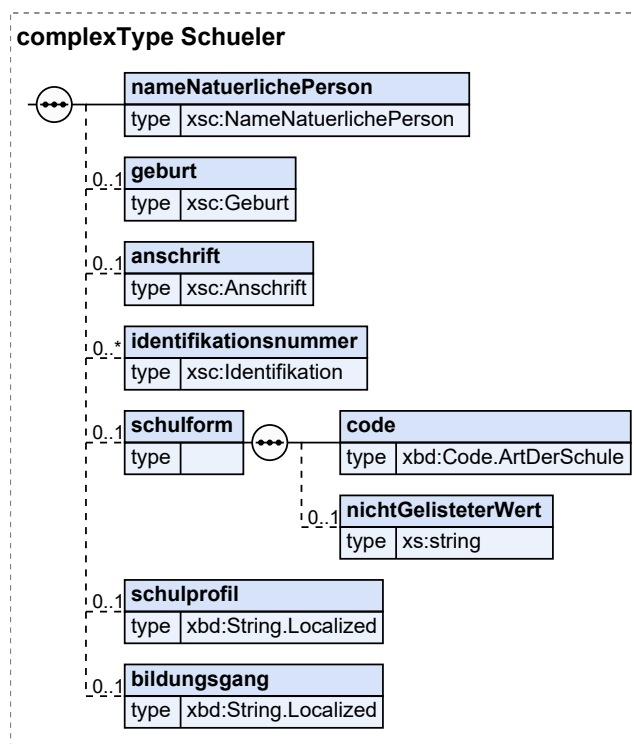 complexType Schueler
nameNatuerlichePerson
type xsc:NameNatuerlichePerson
0..1 geburt
type xsc:Geburt
0..1 anschrift
type xsc:Anschrift
0..* identifikationsnummer
type xsc:Identifikation
0..1 schulform code
type type xbd:Code.ArtDerSchule
0..1 nichtGelisteterWert
type xs:string
0..1 schulprofil
type xbd:String.Localized
0..1 bildungsgang
type xbd:String.Localized